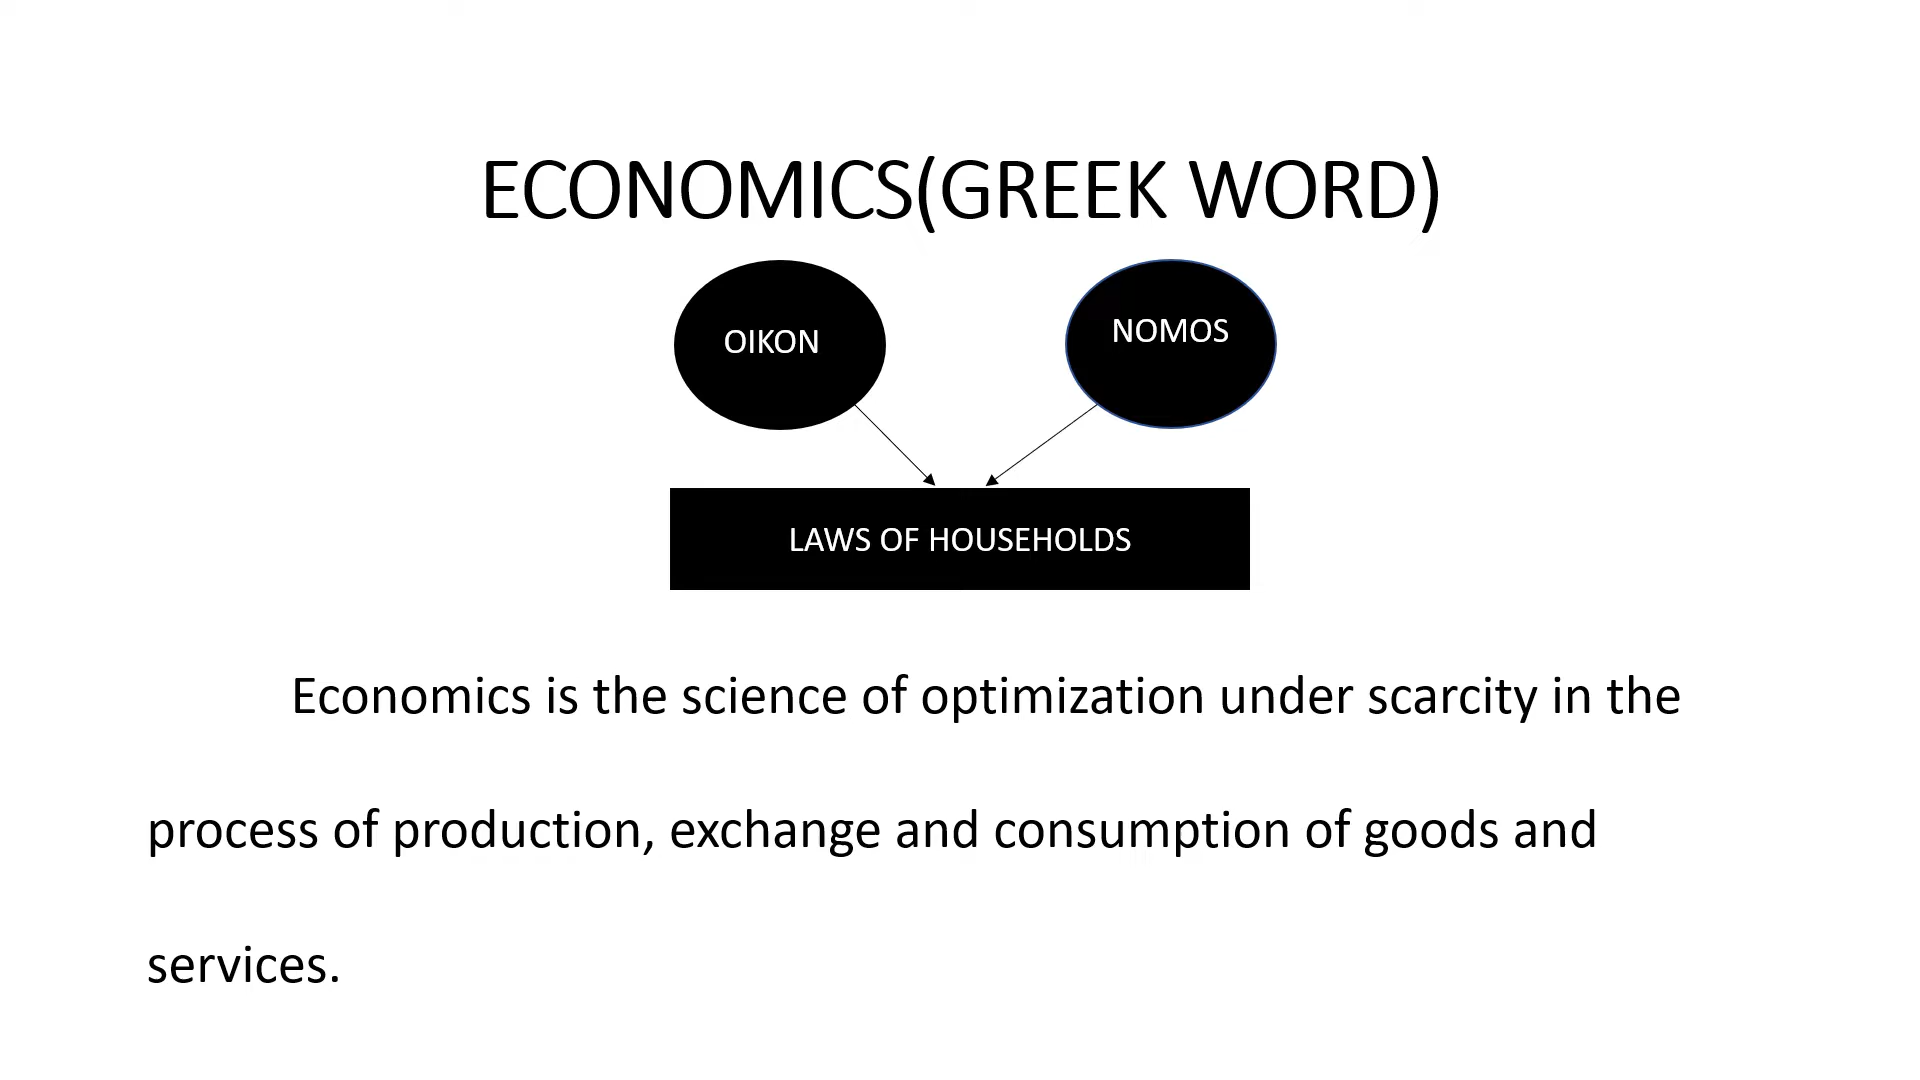 ECONOMICS(GREEK WORD)
OIKON
NOMOS
LAWS OF HOUSEHOLDS
Economics is the science of optimization under scarcity in the
process of production, exchange and consumption of goods and
services.